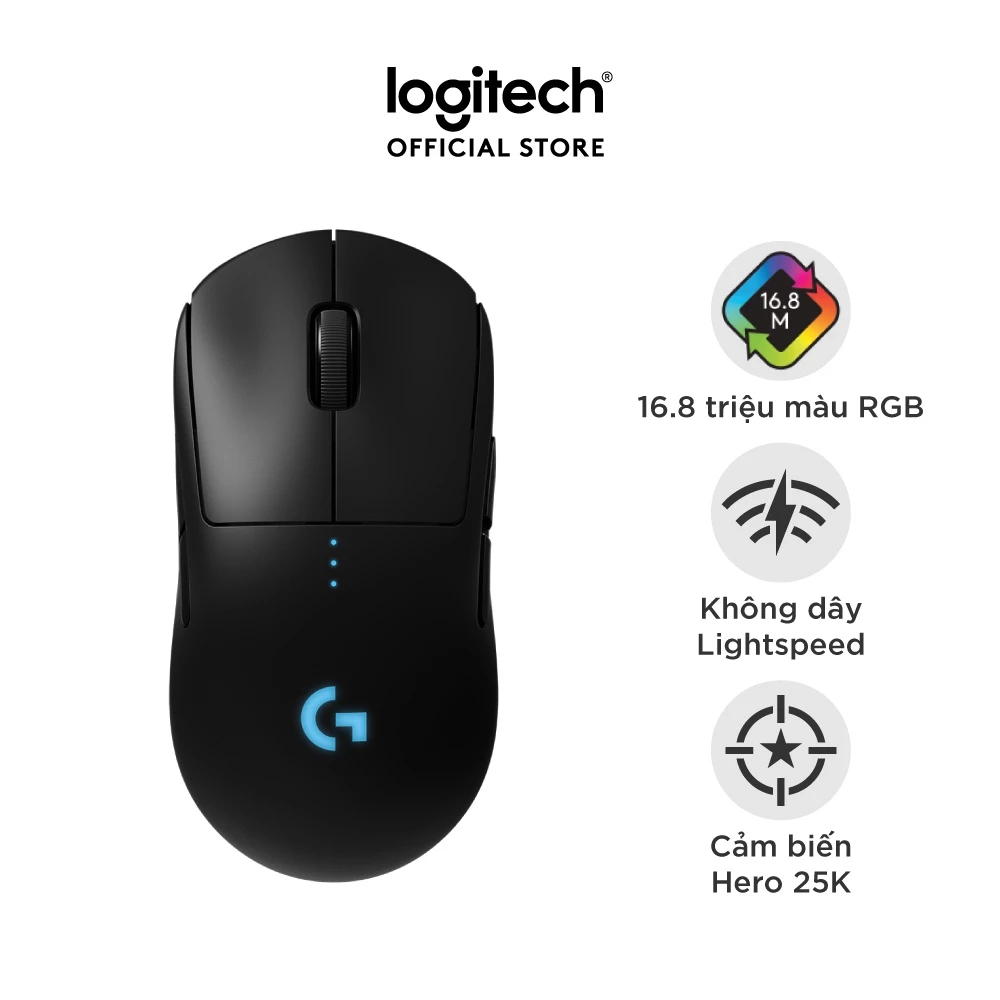 logitech®
OFFICIAL STORE
16.8
M
16.8 triệu màu RGB
Không dây
Lightspeed
Cảm biến
Hero 25K
G